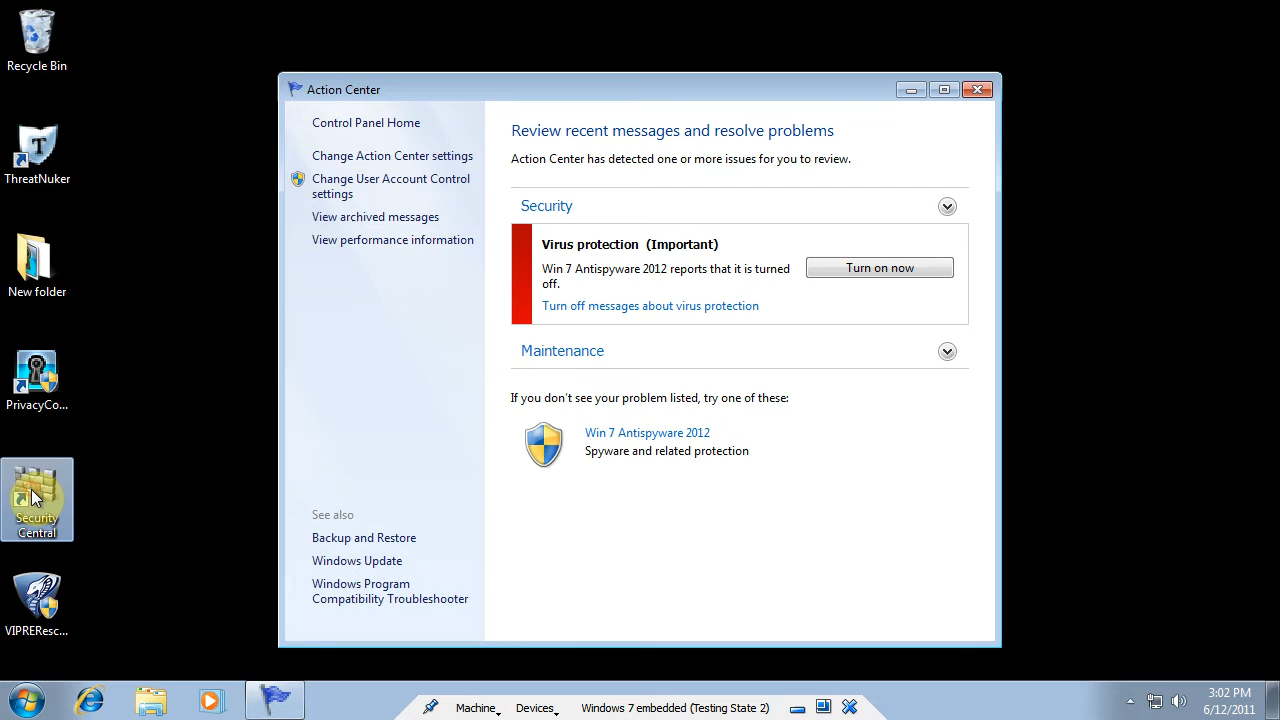 Recycle Bin
ThreatNuker
New folder
PrivacyCo...
Security
Central
VIPREResc...
Action Center
Control Panel Home
Change Action Center settings
Change User Account Control
settings
View archived messages
View performance information
See also
Backup and Restore
Windows Update
Windows Program
Compatibility Troubleshooter
Review recent messages and resolve problems
Action Center has detected one or more issues for you to review.
Security
Virus protection (Important)
Win 7 Antispyware 2012 reports that it is turned
off.
Turn on now
Turn off messages about virus protection
Maintenance
If you don't see your problem listed, try one of these:
Win 7 Antispyware 2012
Spyware and related protection
Machine
Devices
Windows 7 embedded (Testing State 2)
3:02 PM
6/12/2011